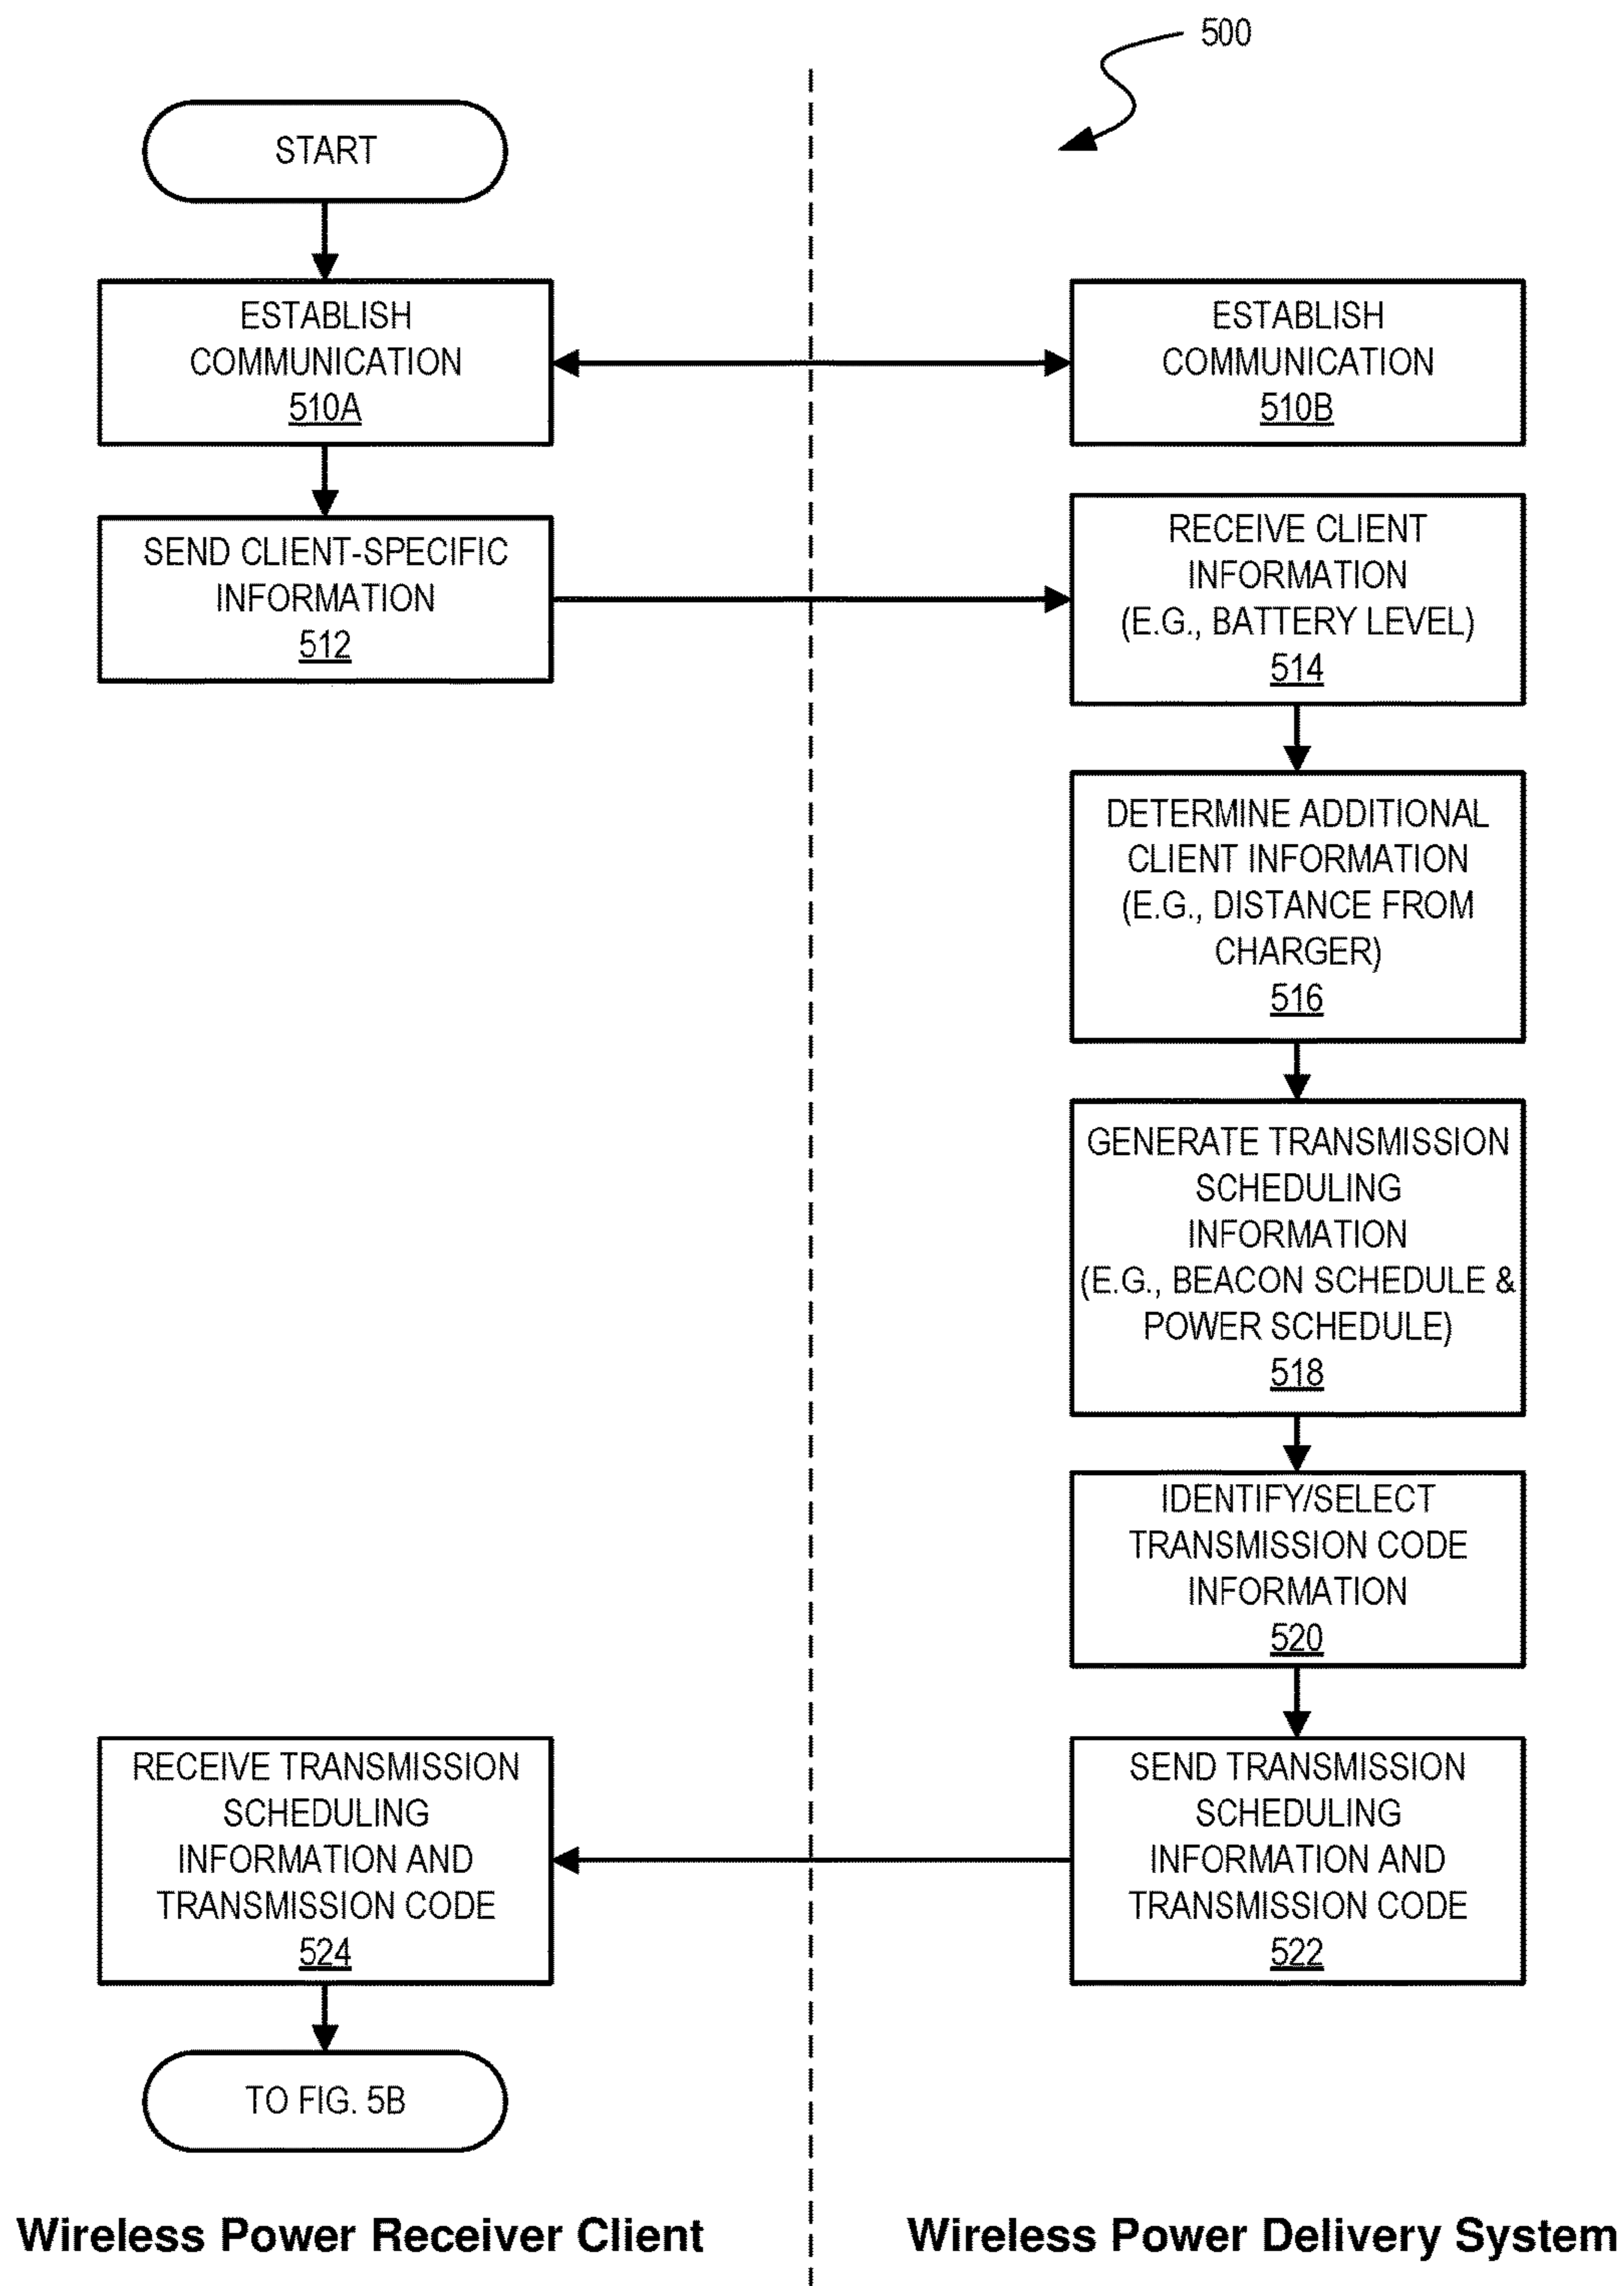 500
START
ESTABLISH
COMMUNICATION
510A
ESTABLISH
COMMUNICATION
510B
SEND CLIENT-SPECIFIC
INFORMATION
512
RECEIVE CLIENT
INFORMATION
(E.G., BATTERY LEVEL)
514
DETERMINE ADDITIONAL
CLIENT INFORMATION
(E.G., DISTANCE FROM
CHARGER)
516
GENERATE TRANSMISSION
SCHEDULING
INFORMATION
(E.G., BEACON SCHEDULE &
POWER SCHEDULE)
518
IDENTIFY/SELECT
TRANSMISSION CODE
INFORMATION
520
SEND TRANSMISSION
SCHEDULING
INFORMATION AND
TRANSMISSION CODE
522
RECEIVE TRANSMISSION
SCHEDULING
INFORMATION AND
TRANSMISSION CODE
524
TO FIG. 5B
Wireless Power Receiver Client
Wireless Power Delivery System